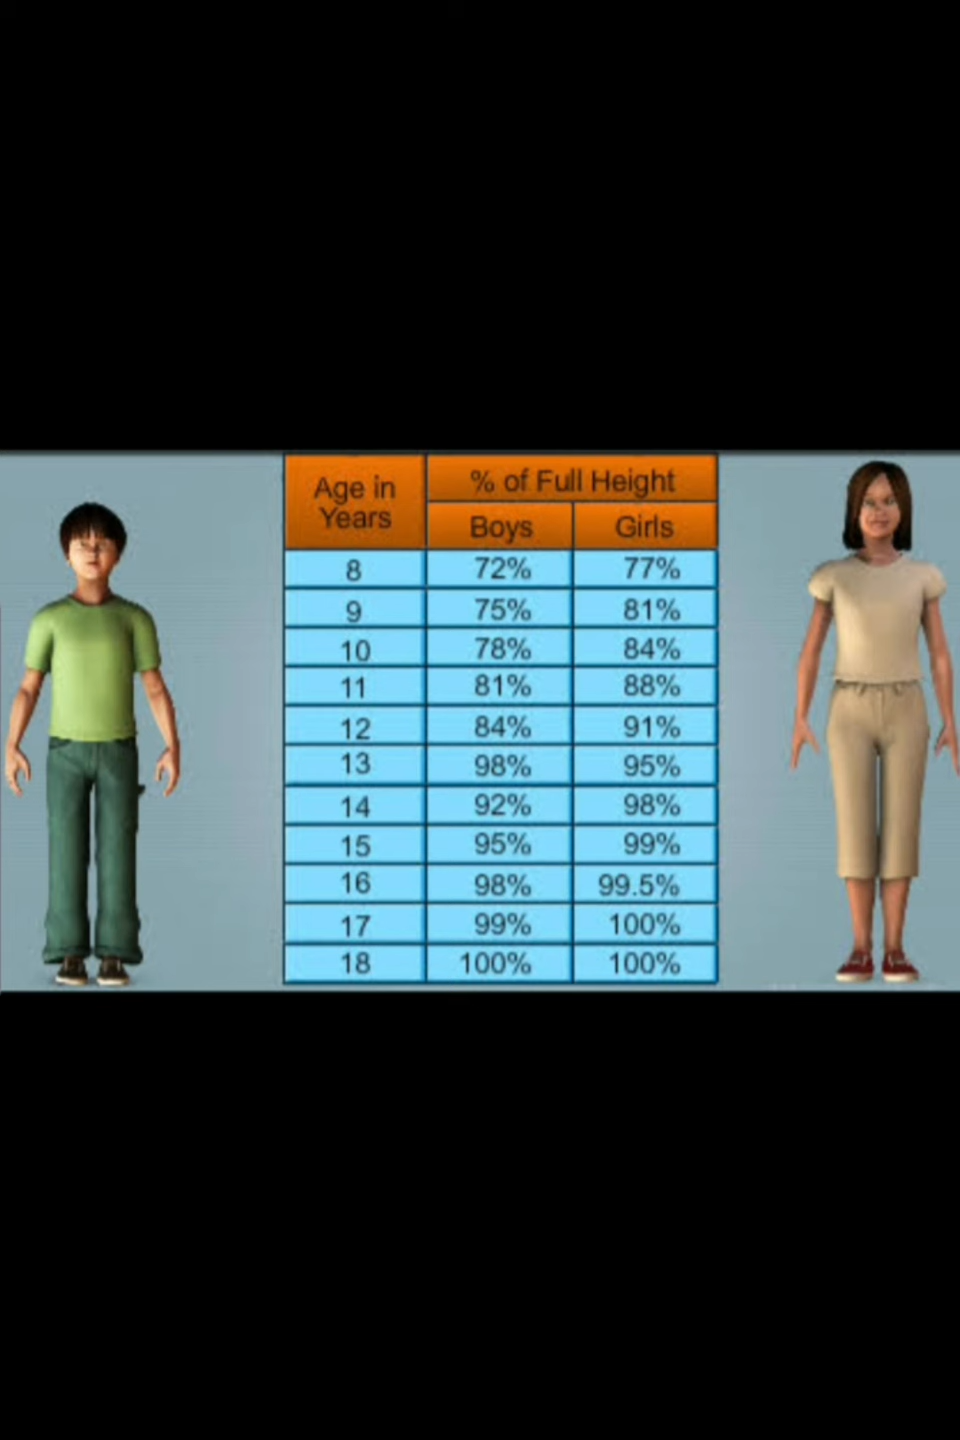 Age in
Years
% of Full Height
Boys Girls
8 72% 77%
9 75% 81%
10 78% 84%
11 81% 88%
12 84% 91%
13 98% 95%
14 92% 98%
15 95% 99%
16 98% 99.5%
17 99% 100%
18 100% 100%